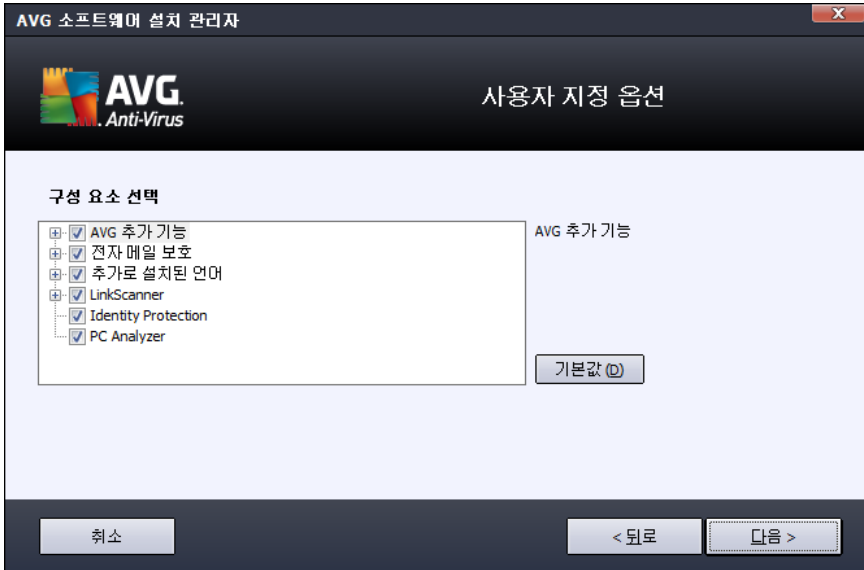 AVG 소프트웨어 설치 관리자
AVG.
Anti-Virus
사용자 지정 옵션
구성 요소 선택
AVG 추가 기능
전자 메일 보호
추가로 설치된 언어
LinkScanner
Identity Protection
PC Analyzer
AVG 추가 기능
기본값 (D)
취소
< 뒤로
다음 >